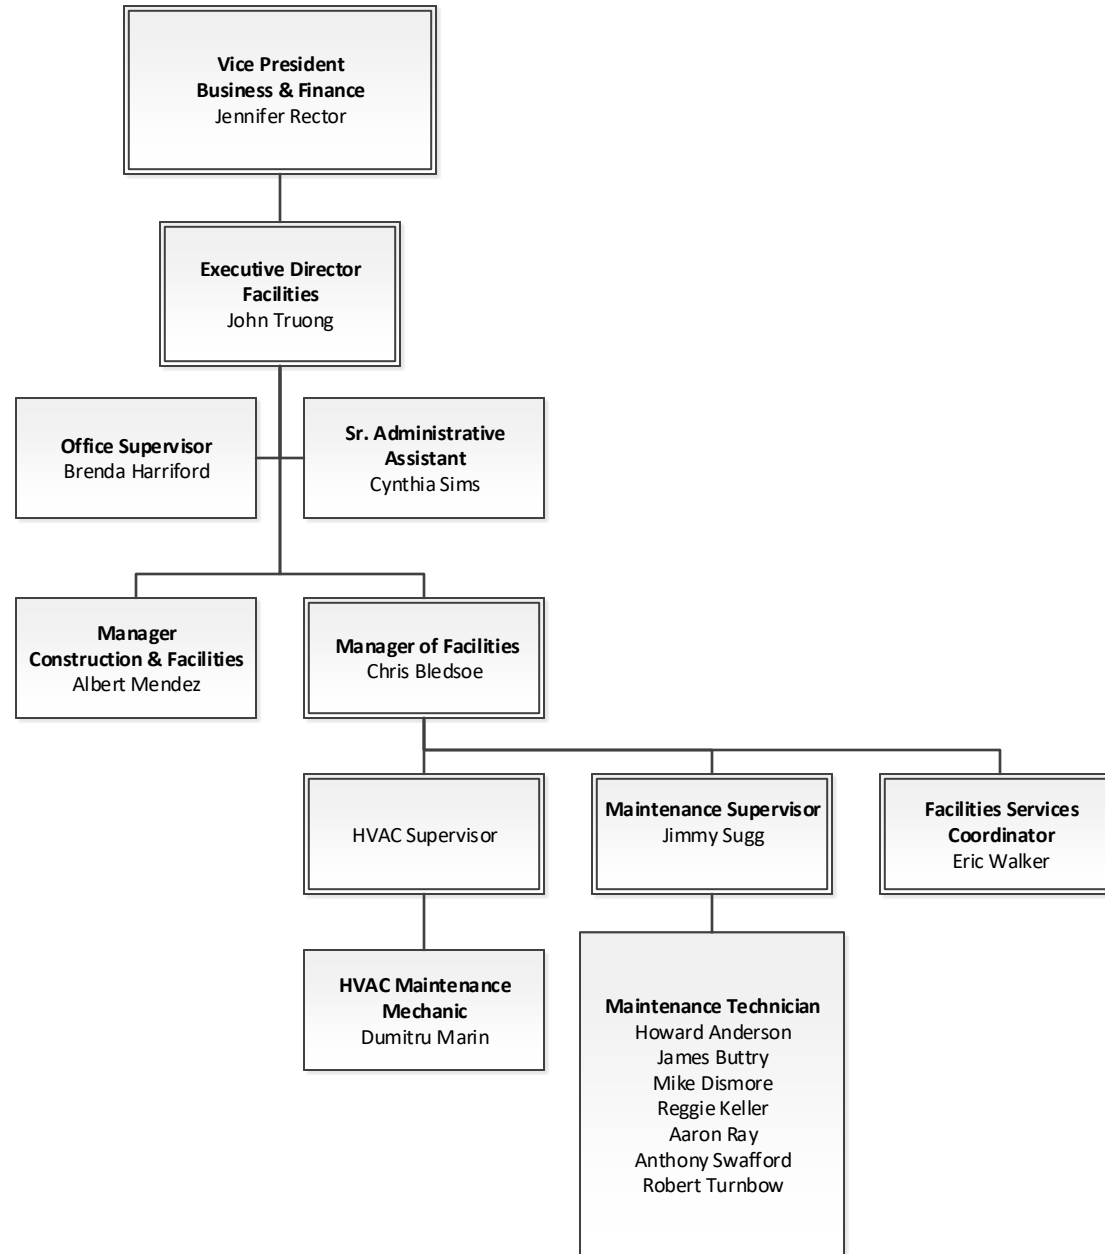 Vice President
Business & Finance
Jennifer Rector
Executive Director
Facilities
John Truong
Office Supervisor
Brenda Harriford
Sr. Administrative
Assistant
Cynthia Sims
Manager
Construction & Facilities
Albert Mendez
Manager of Facilities
Chris Bledsoe
HVAC Supervisor
Maintenance Supervisor
Jimmy Sugg
Facilities Services
Coordinator
Eric Walker
HVAC Maintenance
Mechanic
Dumitru Marin
Maintenance Technician
Howard Anderson
James Buttry
Mike Dismore
Reggie Keller
Aaron Ray
Anthony Swafford
Robert Turnbow